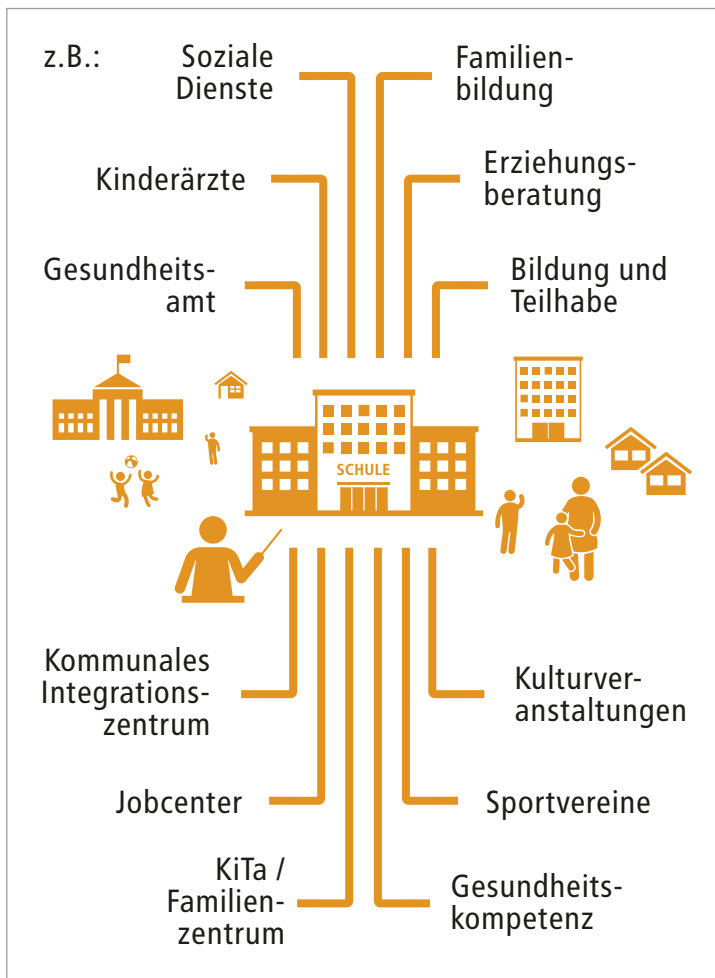 z.B.:
Soziale
Dienste
Familien-
bildung
Kinderärzte
Erziehungs-
beratung
Gesundheits-
amt
Bildung und
Teilhabe
SCHULE
Kommunales
Integrations-
zentrum
Kulturver-
anstaltungen
Jobcenter
Sportvereine
KiTa /
Familien-
zentrum
Gesundheits-
kompetenz